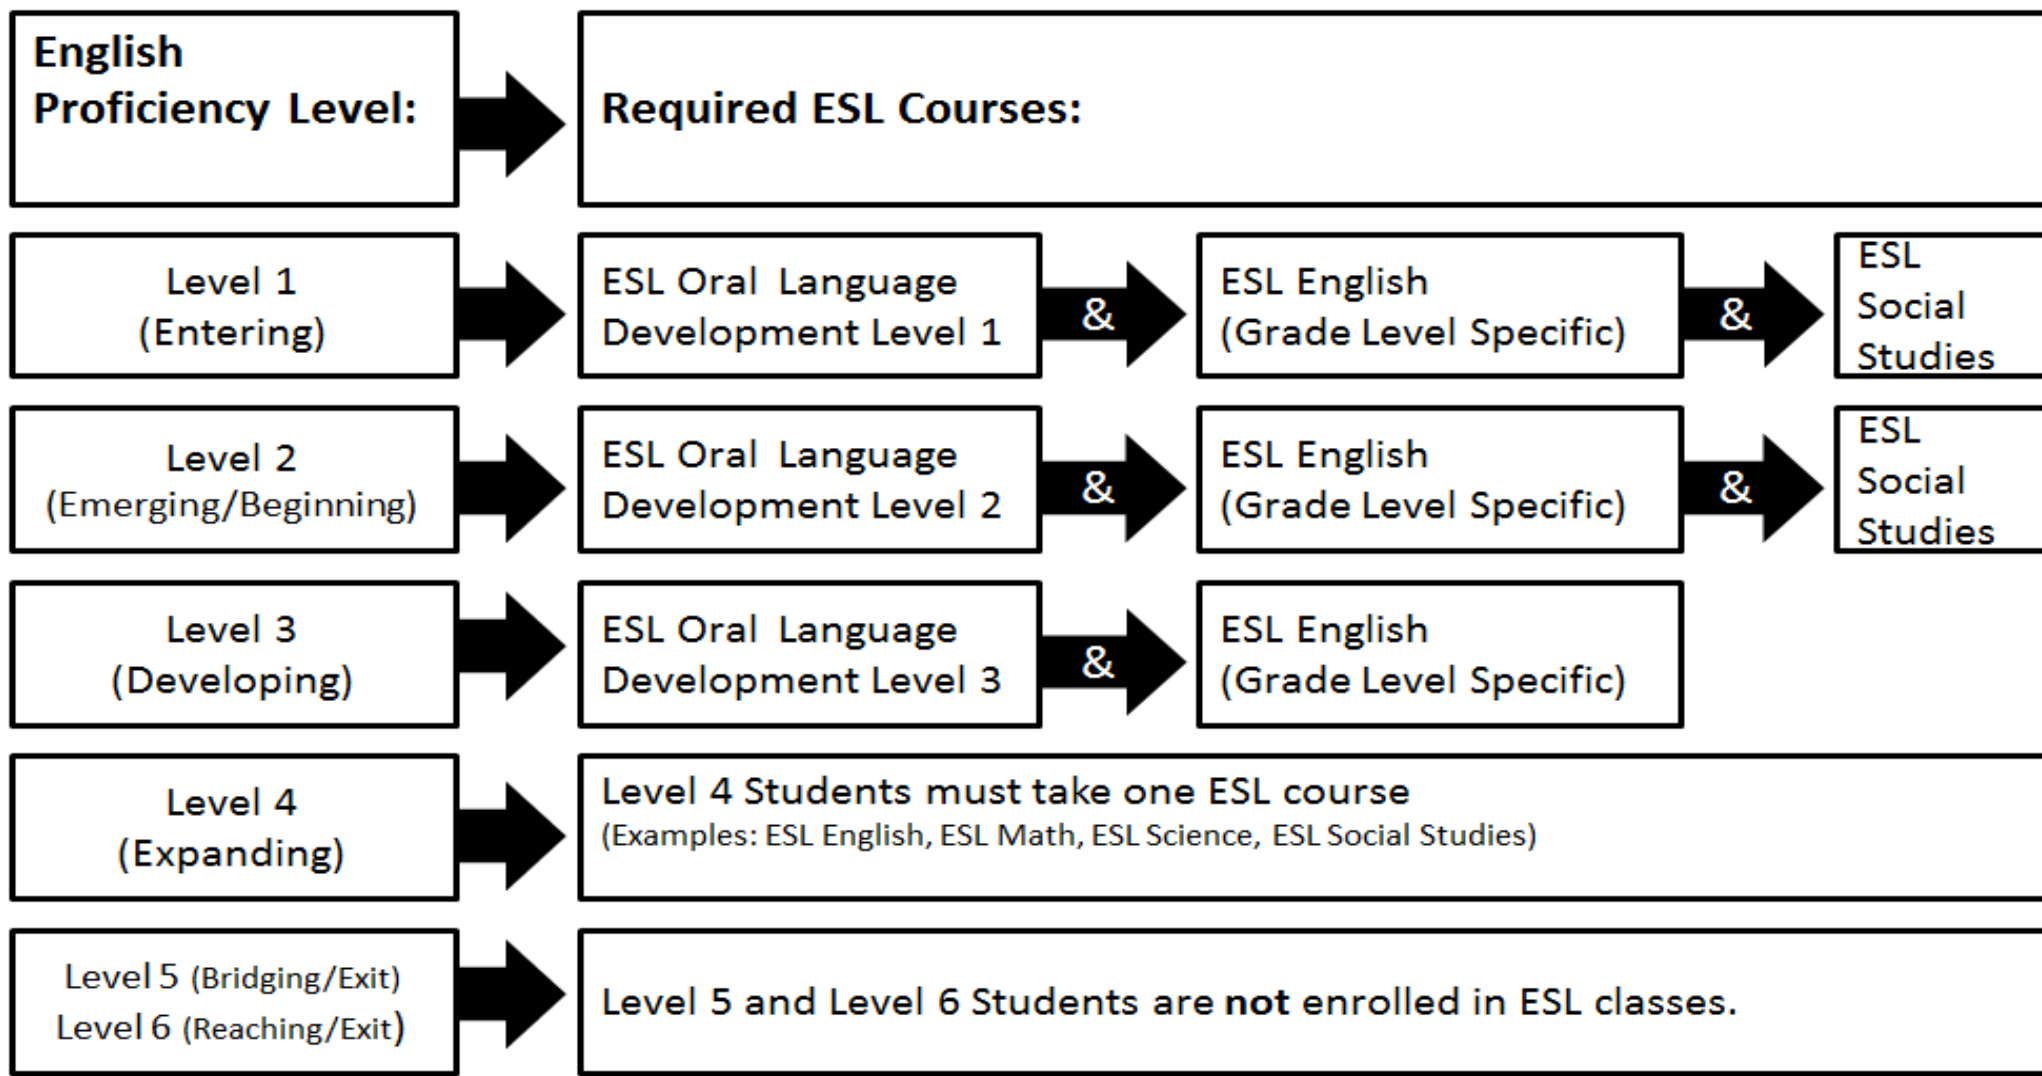 English
Proficiency Level:
Required ESL Courses:
Level 1
(Entering)
ESL Oral Language
Development Level 1
&
ESL English
(Grade Level Specific)
&
ESL
Social
Studies
Level 2
(Emerging/Beginning)
ESL Oral Language
Development Level 2
&
ESL English
(Grade Level Specific)
&
ESL
Social
Studies
Level 3
(Developing)
ESL Oral Language
Development Level 3
&
ESL English
(Grade Level Specific)
Level 4
(Expanding)
Level 4 Students must take one ESL course
(Examples: ESL English, ESL Math, ESL Science, ESL Social Studies)
Level 5 (Bridging/Exit)
Level 6 (Reaching/Exit)
Level 5 and Level 6 Students are not enrolled in ESL classes.